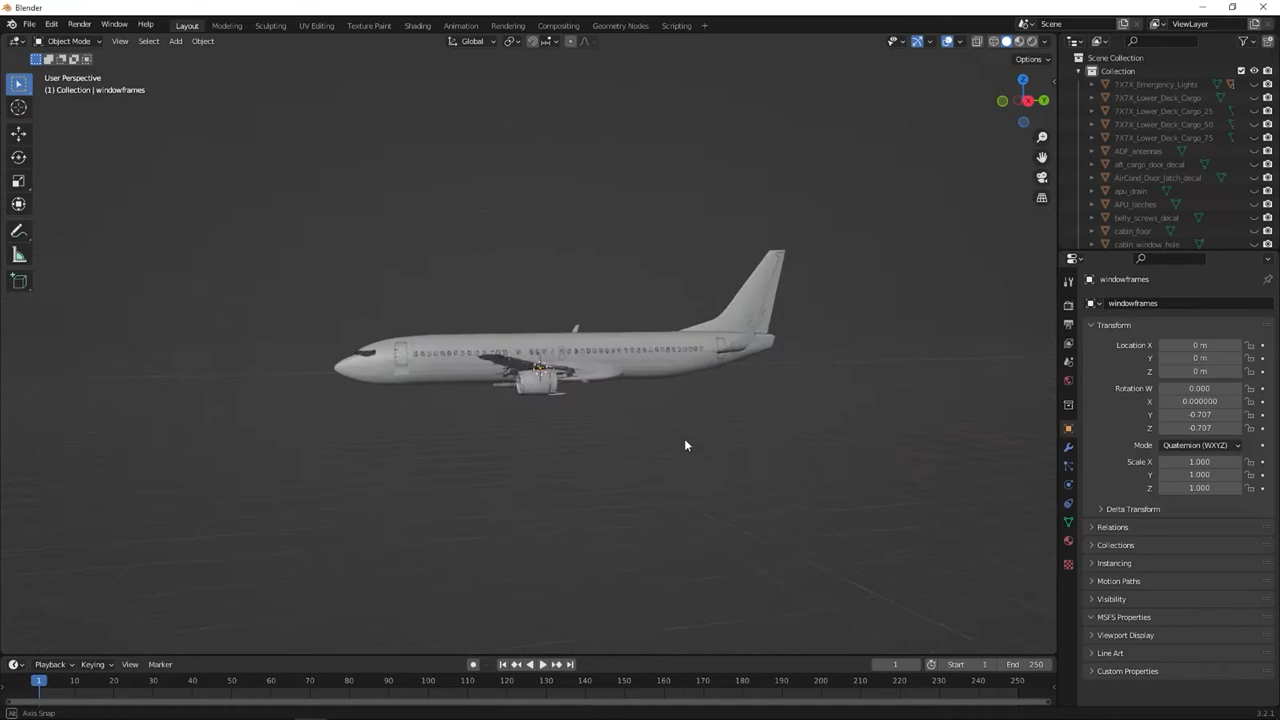 Blender
File Edit Render Window Help Layout Modeling Sculpting UV Editing Texture Paint Shading Animation Rendering Compositing Geometry Nodes Scripting + Scene ViewLayer
Object Mode View Select Add Object Global
Options
User Perspective
(1) Collection | windowframes
Z
X
Y
Scene Collection
Collection
7X7X_Emergency_Lights
7X7X_Lower_Deck_Cargo
7X7X_Lower_Deck_Cargo_25
7X7X_Lower_Deck_Cargo_50
7X7X_Lower_Deck_Cargo_75
ADF_antennas
aft_cargo_door_decal
AirCond_Door_latch_decal
apu_drain
APU_latches
belly_screws_decal
cabin_floor
cabin_window_hole
windowframes
windowframes
Transform
Location X 0 m
Y 0 m
Z 0 m
Rotation W 0.000
X 0.000000
Y -0.707
Z -0.707
Mode Quaternion (WXYZ)
Scale X 1.000
Y 1.000
Z 1.000
Delta Transform
Relations
Collections
Instancing
Motion Paths
Visibility
MSFS Properties
Viewport Display
Line Art
Custom Properties
Playback Keying View Marker 1 Start 1 End 250
1 10 20 30 40 50 60 70 80 90 100 110 120 130 140 150 160 170 180 190 200 210 220 230 240 250
Axis Snap 3.2.1